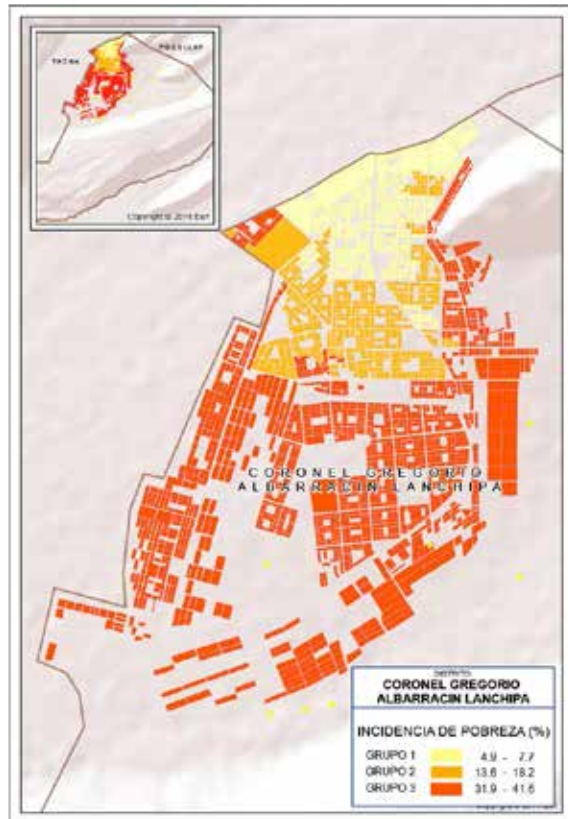 TACNA
POCOLLAY
CORONEL GREGORIO
ALBARRACIN LANCHIPA
DISTRITO
CORONEL GREGORIO
ALBARRACIN LANCHIPA
INCIDENCIA DE POBREZA (%)
GRUPO 1 4.9 - 7.7
GRUPO 2 13.6 - 18.2
GRUPO 3 31.9 - 41.6